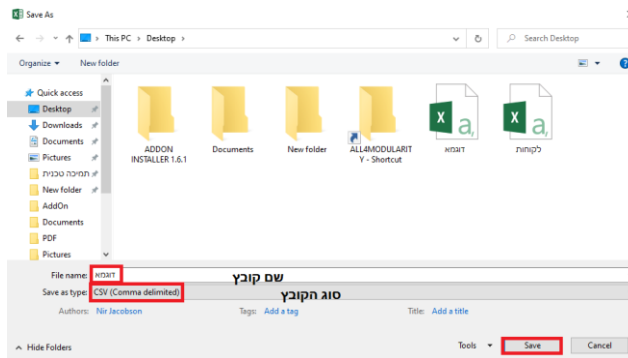 Save As
This PC > Desktop >
Search Desktop
Organize
New folder
Quick access
Desktop
Downloads
Documents
Pictures
תמיכה טכנית
New folder
AddOn
Documents
PDF
Pictures
ADDON INSTALLER 1.6.1
Documents
New folder
ALL4MODULARIT
Y - Shortcut
דוגמא
לקוחות
File name: דוגמא
שם קובץ
Save as type: CSV (Comma delimited)
סוג הקובץ
Authors: Nir Jacobson
Tags: Add a tag
Title: Add a title
Hide Folders
Tools
Save
Cancel